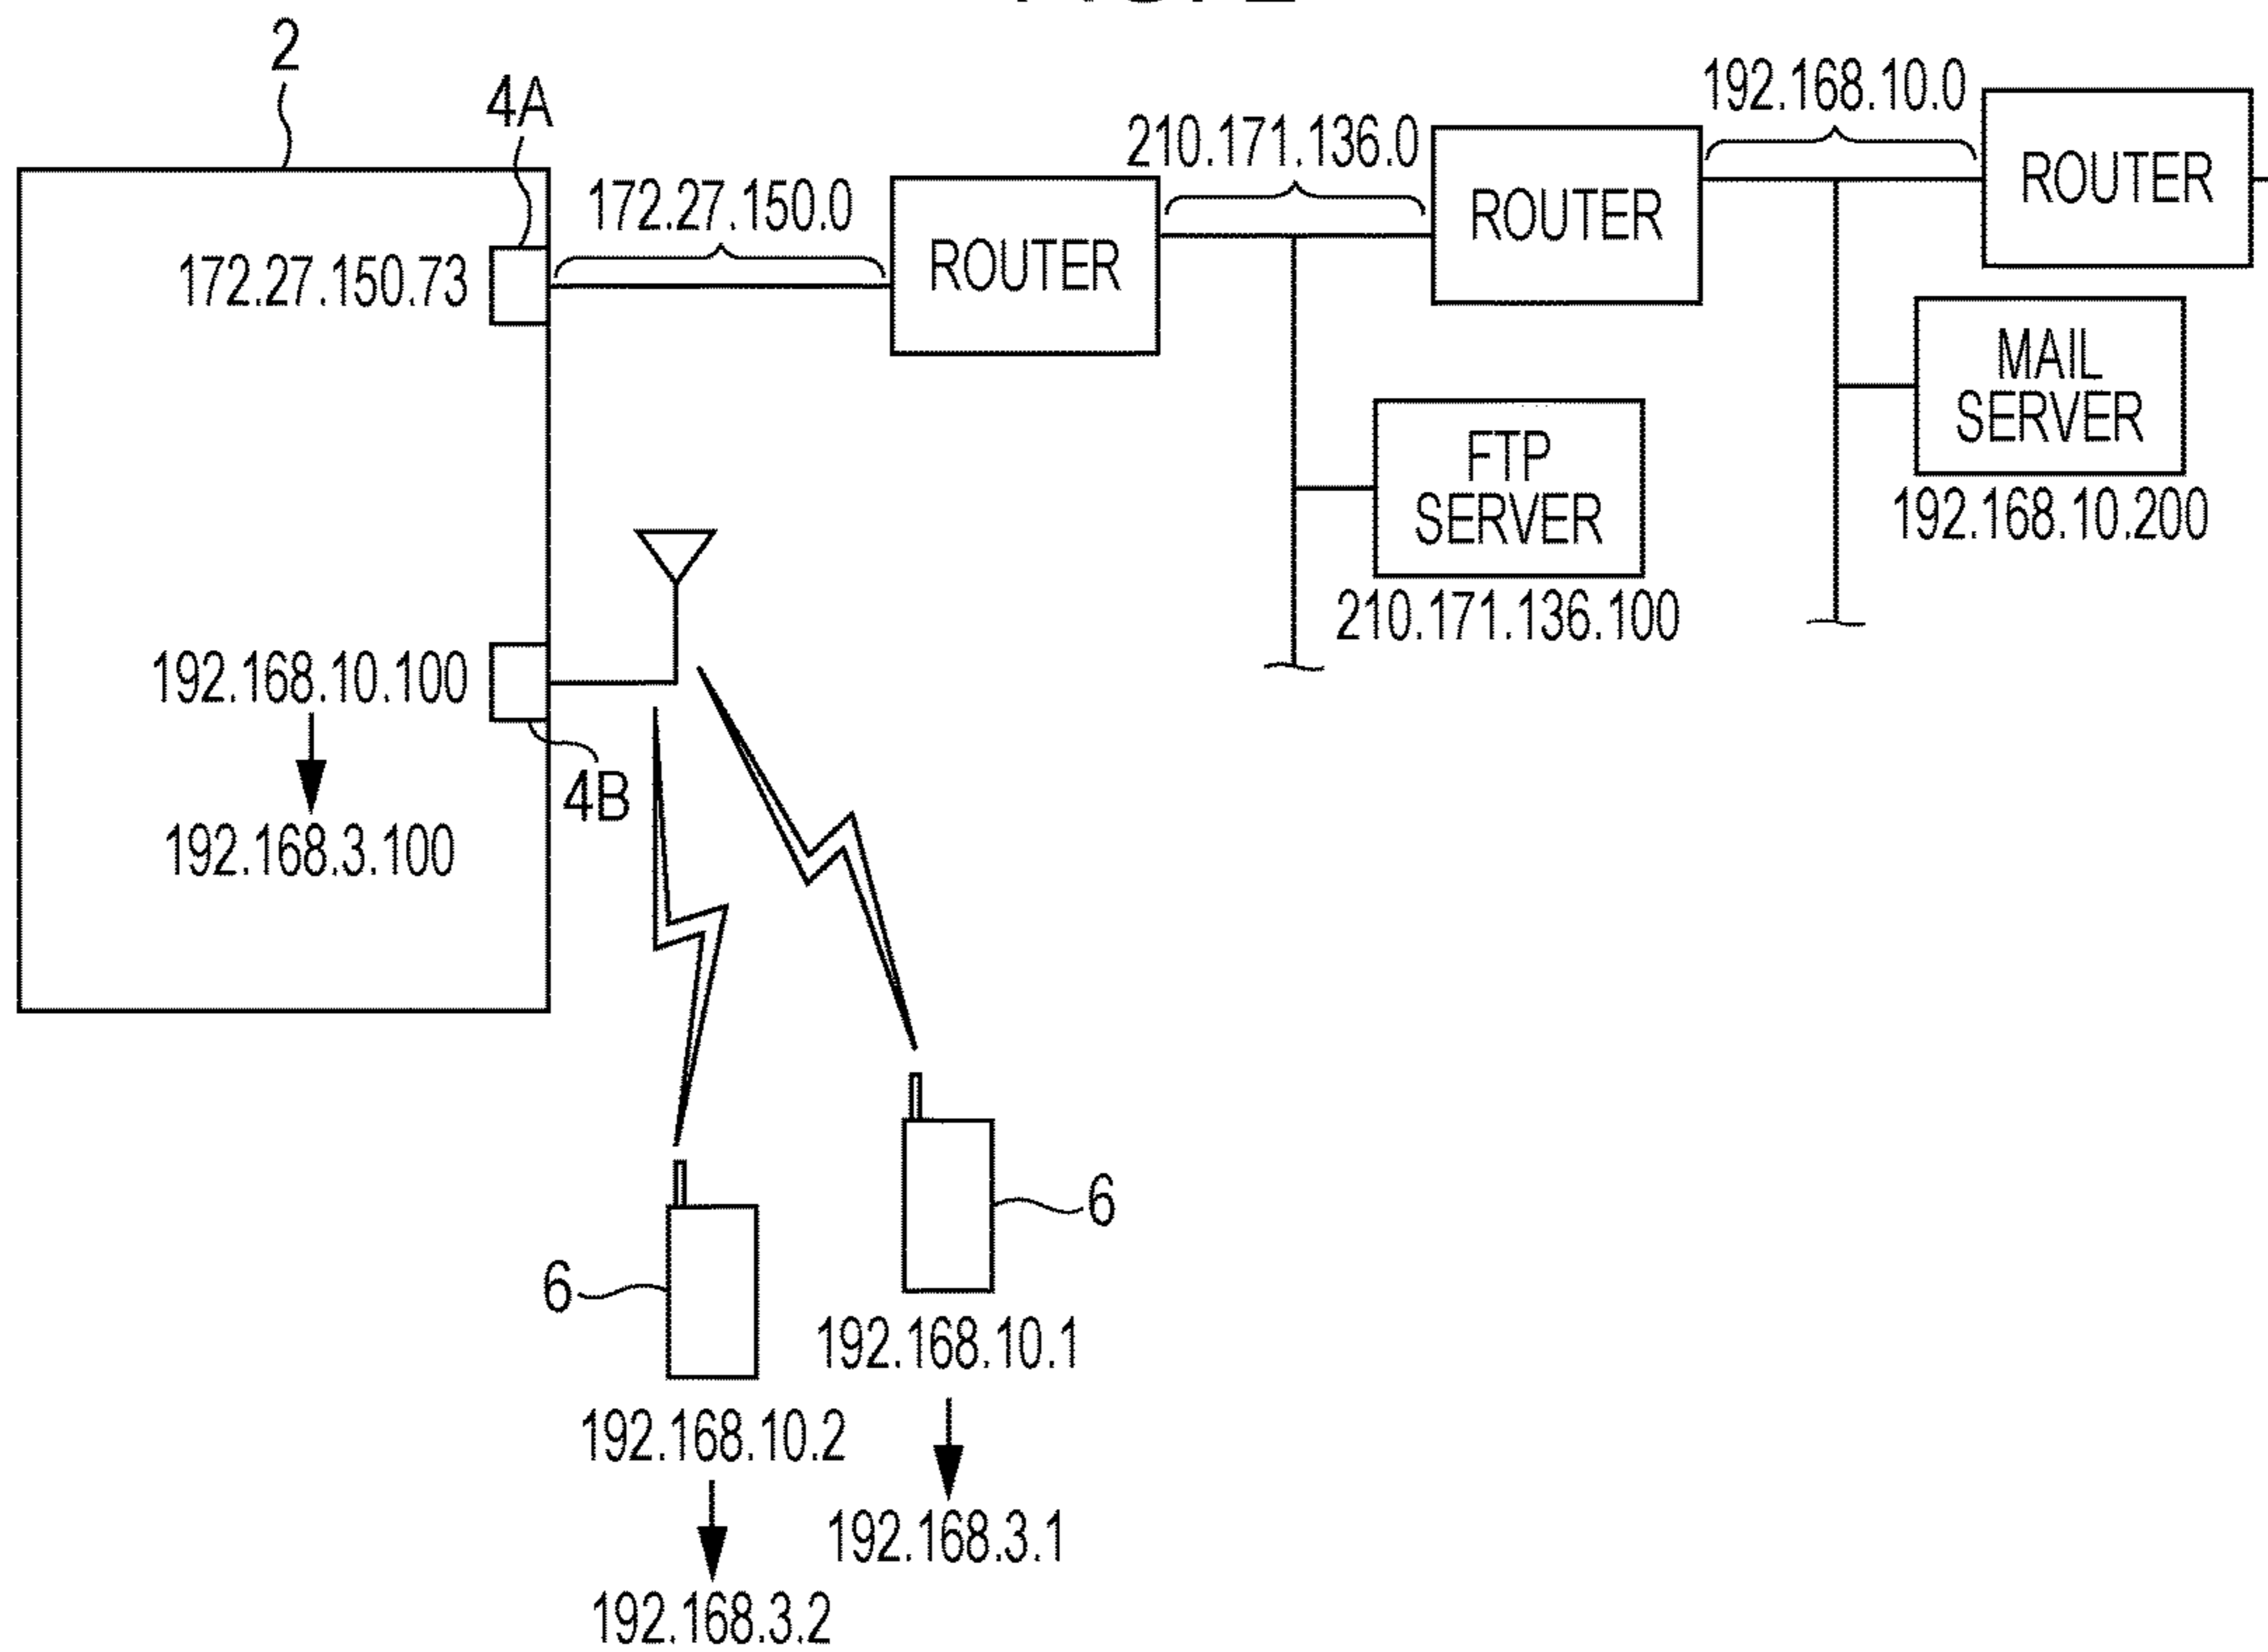 2
4A
192.168.10.0
210.171.136.0
172.27.150.0
ROUTER
ROUTER
ROUTER
172.27.150.73
MAIL
SERVER
192.168.10.200
FTP
SERVER
210.171.136.100
192.168.10.100
4B
192.168.3.100
6
6
192.168.10.1
192.168.10.2
192.168.3.1
192.168.3.2